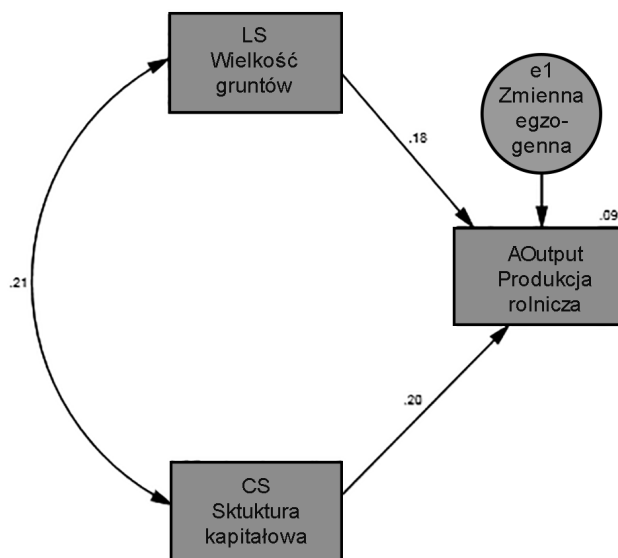 LS
Wielkość
gruntów
e1
Zmienna
egzo-
genna
.18
.09
AOutput
Produkcja
rolnicza
.21
.20
CS
Sktuktura
kapitałowa